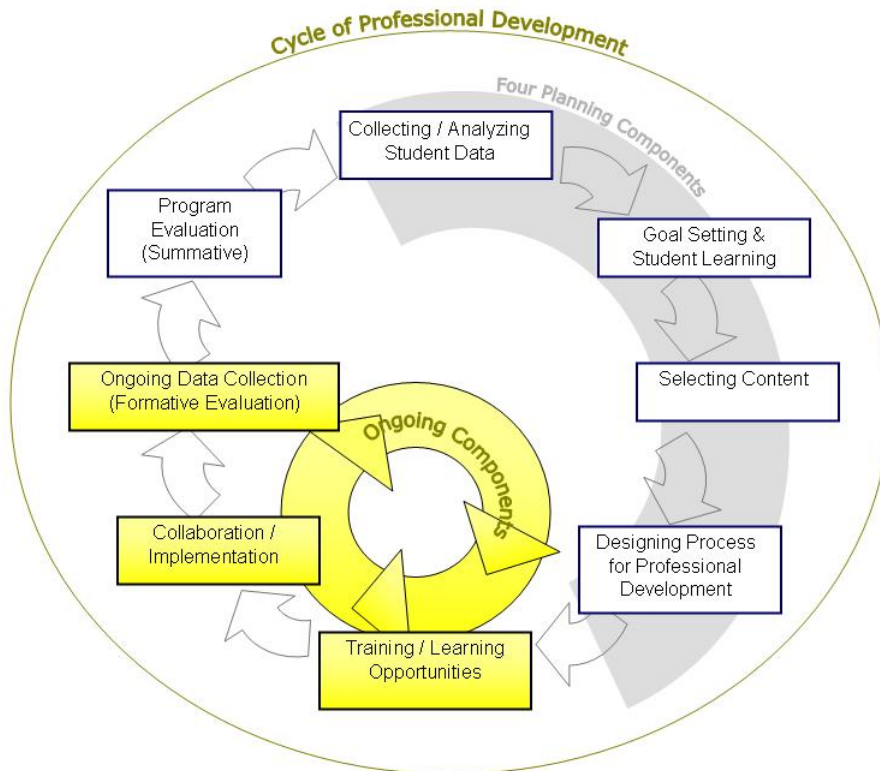 Cycle of Professional Development
Four Planning Components
Collecting / Analyzing
Student Data
Goal Setting &
Student Learning
Selecting Content
Designing Process
for Professional
Development
Training / Learning
Opportunities
Collaboration /
Implementation
Ongoing Data Collection
(Formative Evaluation)
Program
Evaluation
(Summative)
Ongoing Components